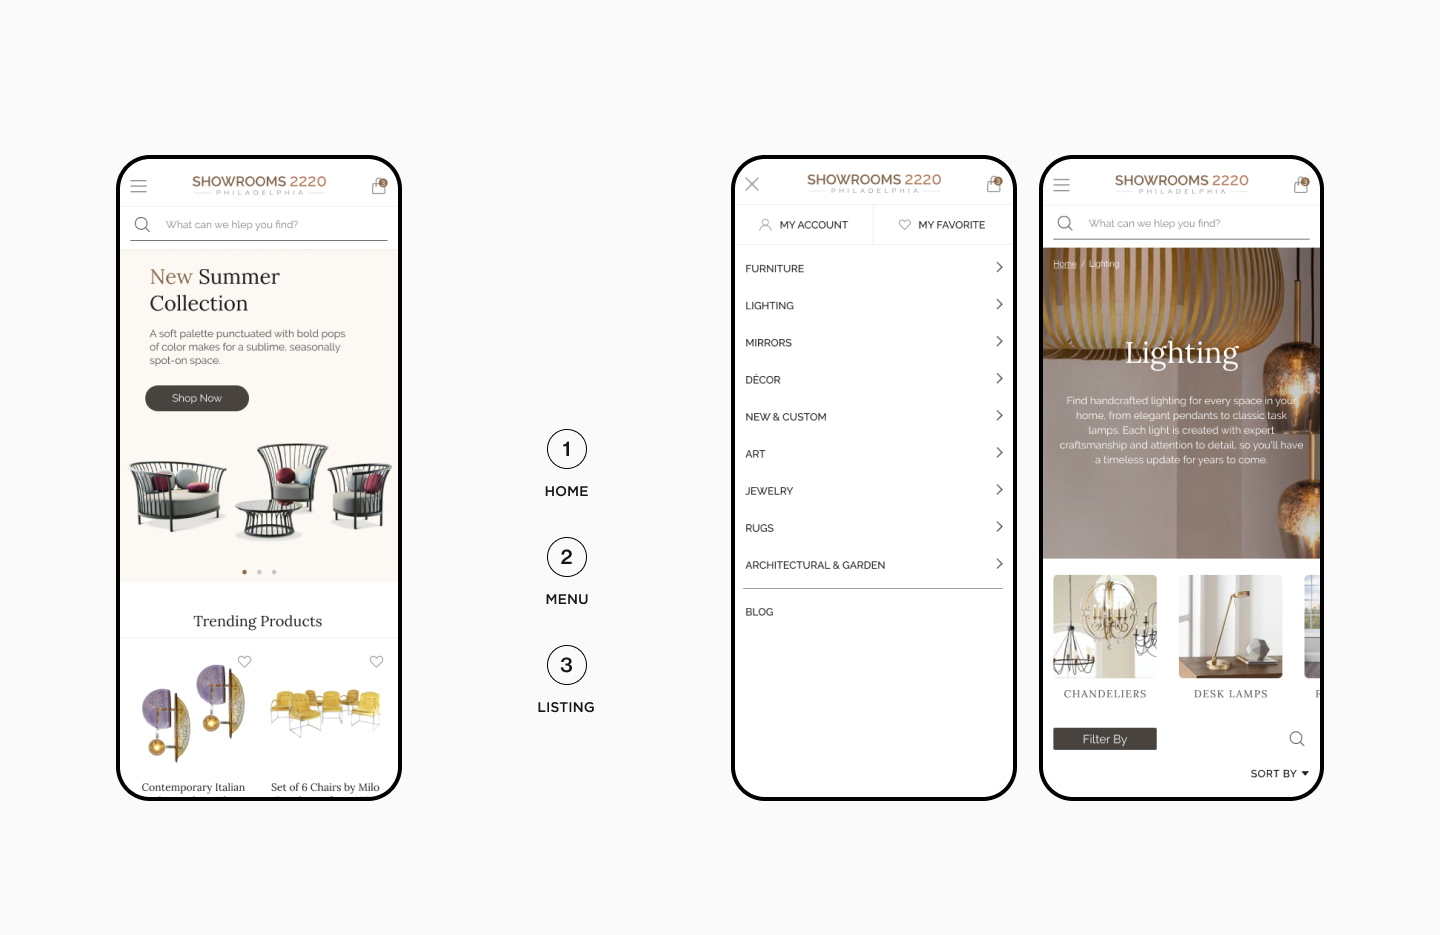 SHOWROOMS 2220
PHILADELPHIA
3
What can we hlep you find?
New Summer
Collection
A soft palette punctuated with bold pops
of color makes for a sublime, seasonally
spot-on space.
Shop Now
Trending Products
Contemporary Italian
Set of 6 Chairs by Milo
1
HOME
2
MENU
3
LISTING
SHOWROOMS 2220
PHILADELPHIA
3
MY ACCOUNT
MY FAVORITE
FURNITURE
LIGHTING
MIRRORS
DÉCOR
NEW & CUSTOM
ART
JEWELRY
RUGS
ARCHITECTURAL & GARDEN
BLOG
SHOWROOMS 2220
PHILADELPHIA
3
What can we hlep you find?
Home / Lighting
Lighting
Find handcrafted lighting for every space in your
home, from elegant pendants to classic task
lamps. Each light is created with expert
craftsmanship and attention to detail, so you'll have
a timeless update for years to come.
CHANDELIERS
DESK LAMPS
Filter By
SORT BY